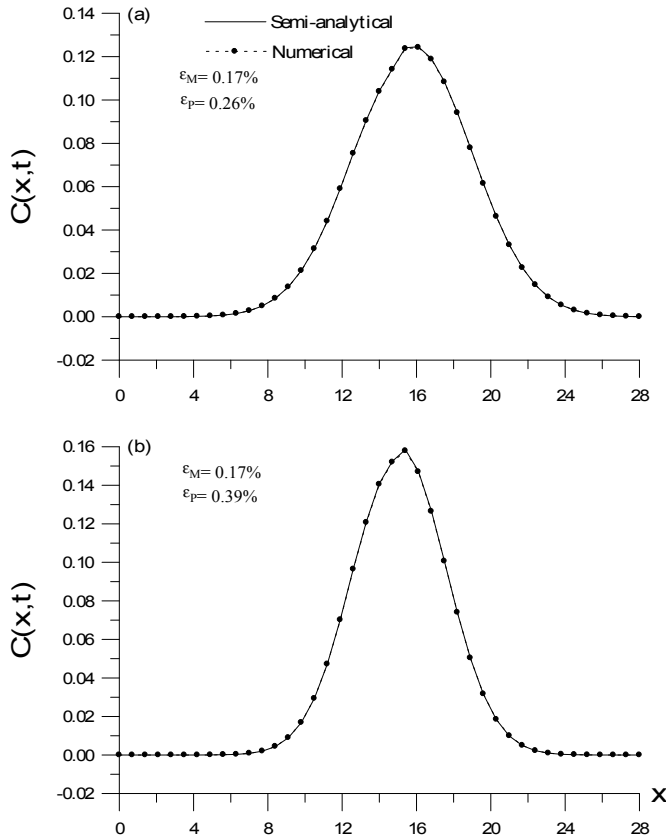 (a)
Semi-analytical
Numerical
εM= 0.17%
εP= 0.26%
0.14
0.12
0.10
0.08
0.06
0.04
0.02
0.00
-0.02
C(x,t)
0 4 8 12 16 20 24 28
(b)
εM= 0.17%
εP= 0.39%
0.16
0.14
0.12
0.10
0.08
0.06
0.04
0.02
0.00
-0.02
C(x,t)
x
0 4 8 12 16 20 24 28